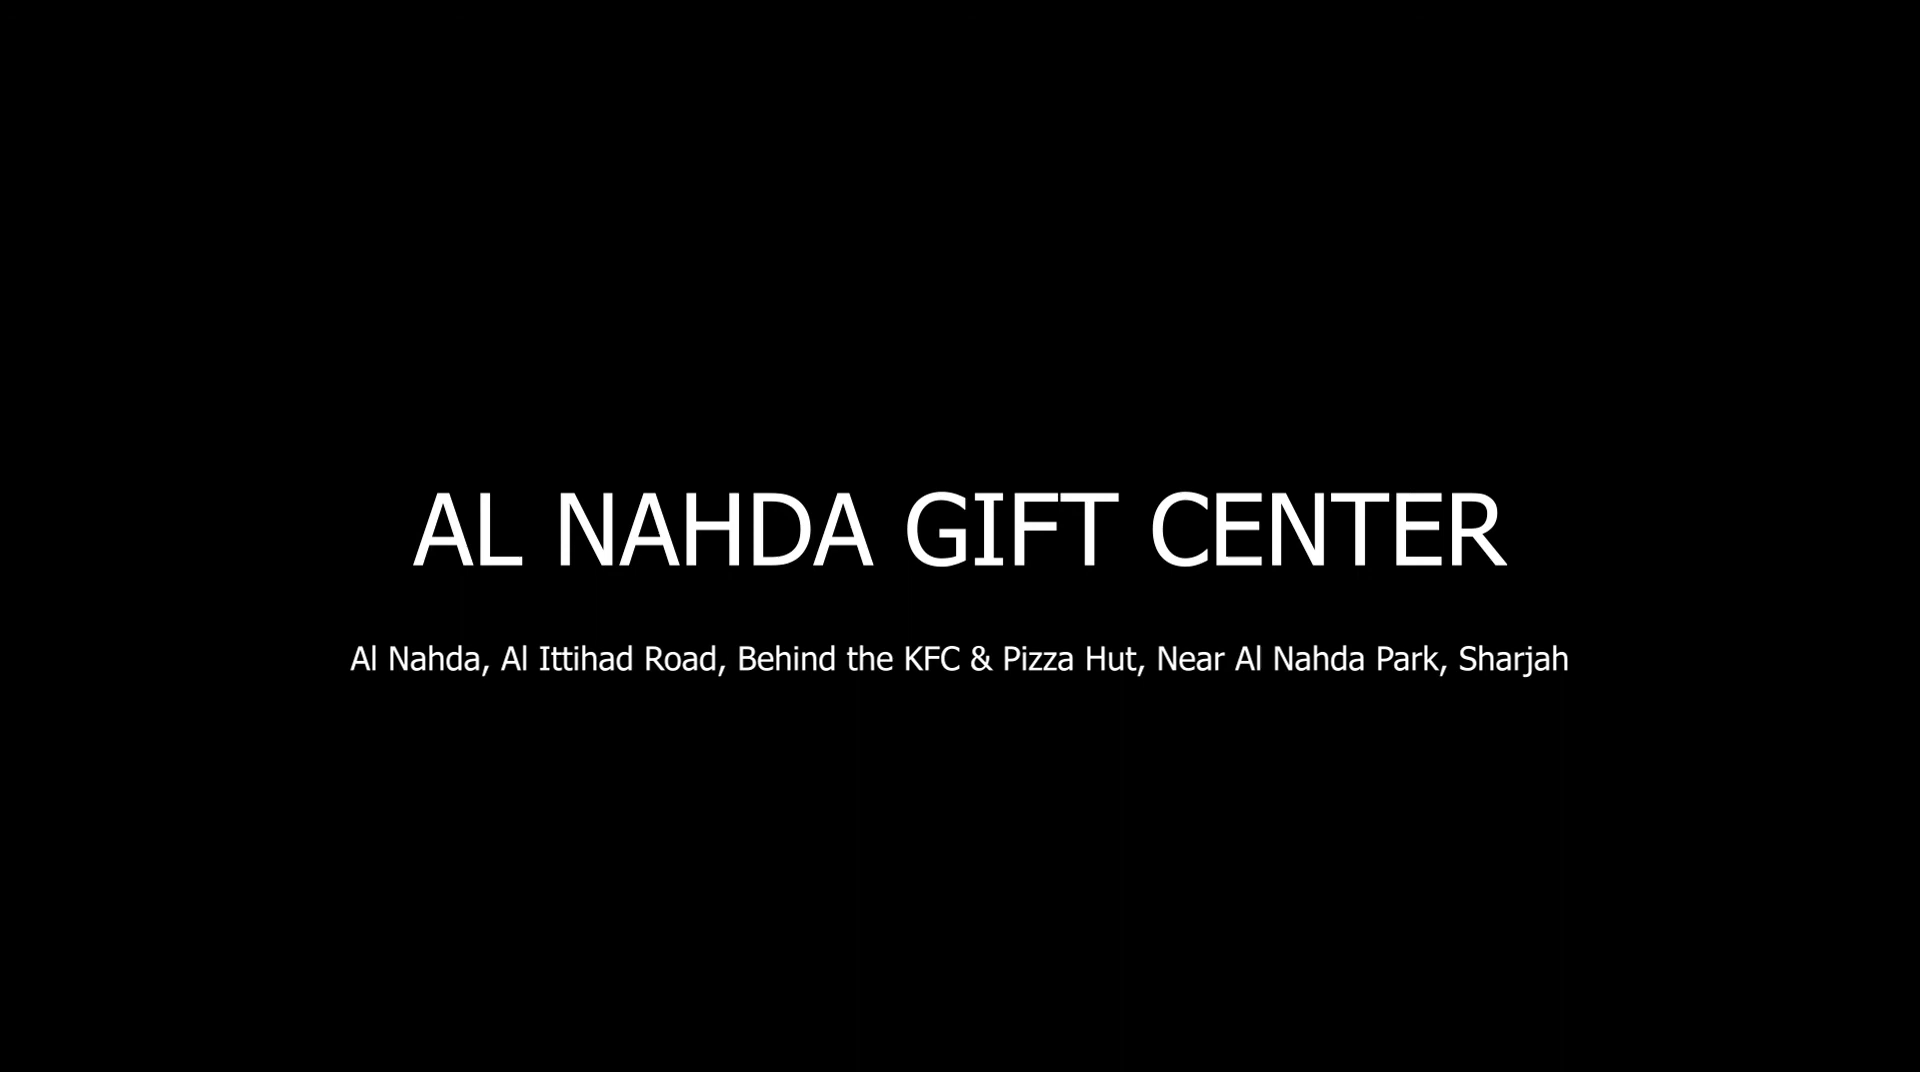 AL NAHDA GIFT CENTER
Al Nahda, Al Ittihad Road, Behind the KFC & Pizza Hut, Near Al Nahda Park, Sharjah